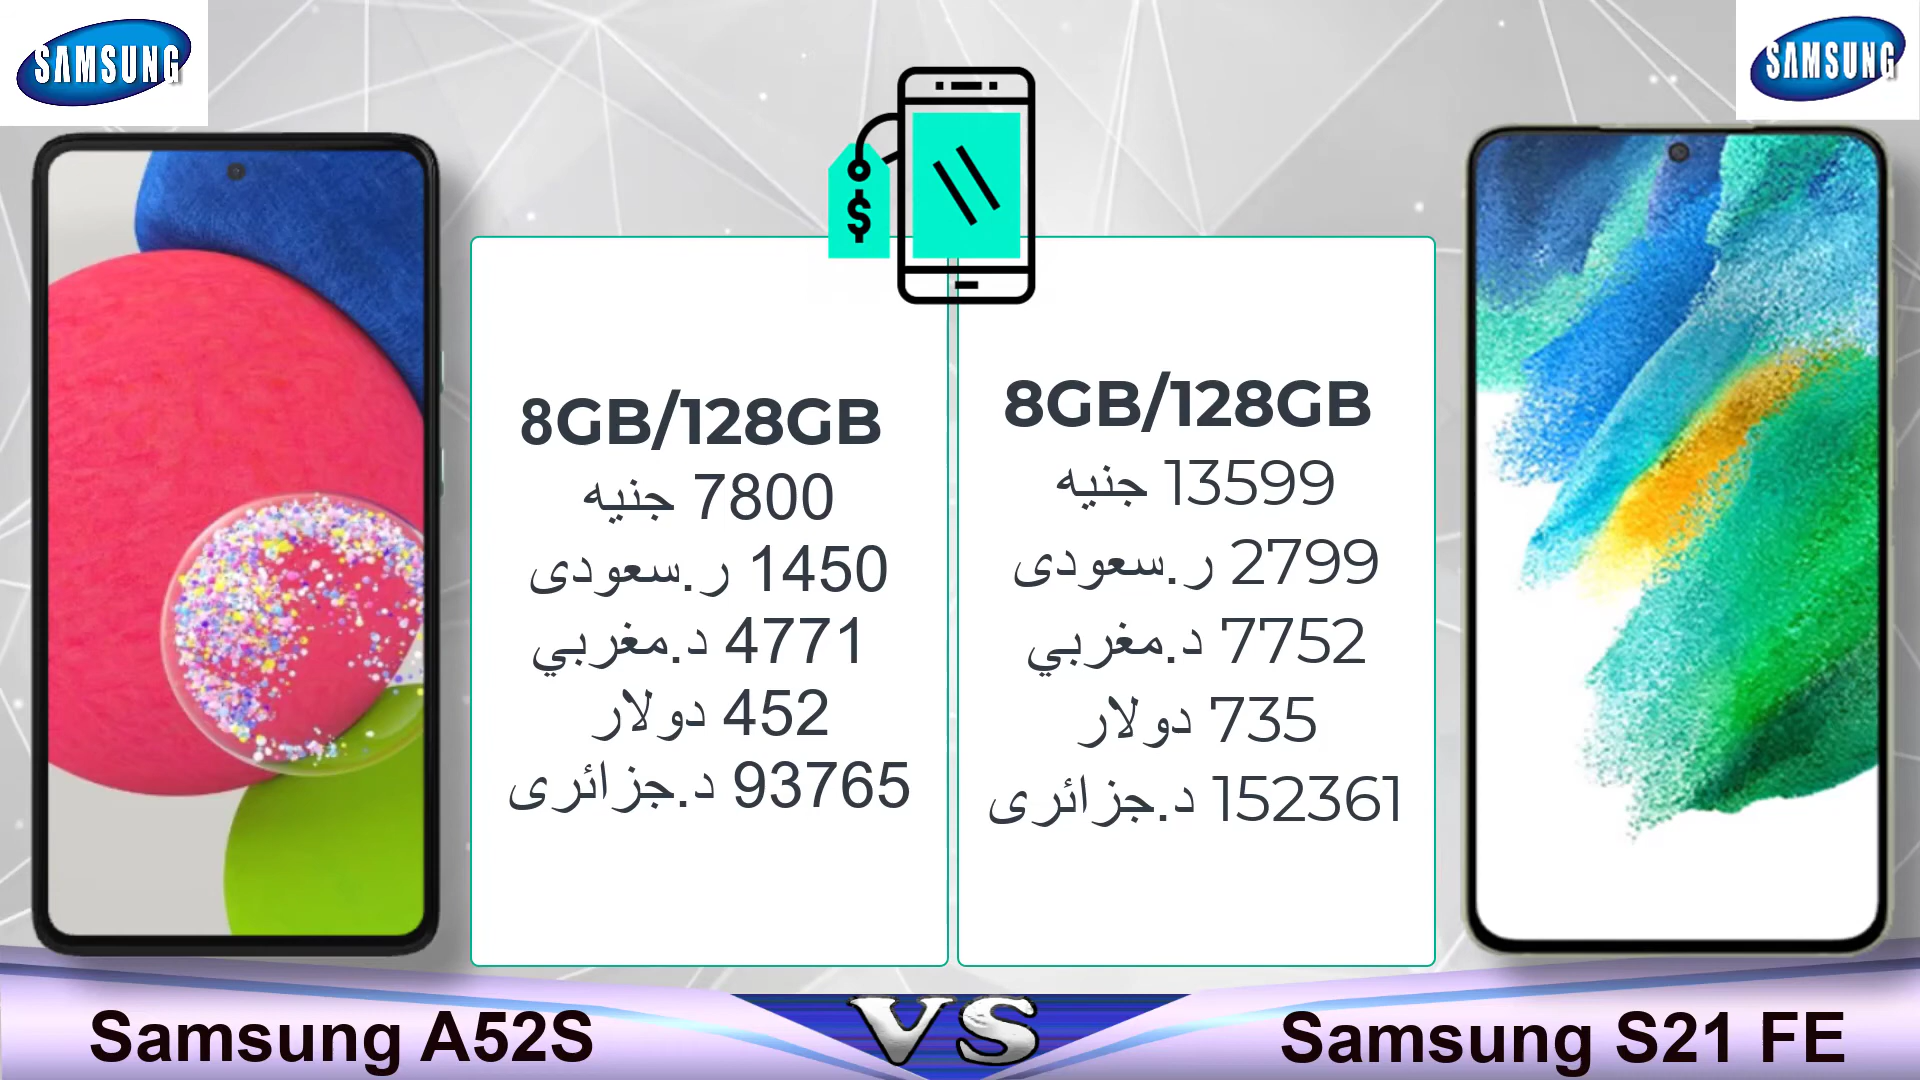 SAMSUNG
SAMSUNG
$
8GB/128GB
7800 جنيه
1450 ر.سعودى
4771 د.مغربي
452 دولار
93765 د.جزائرى
8GB/128GB
13599 جنيه
2799 ر.سعودى
7752 د.مغربي
735 دولار
152361 د.جزائرى
Samsung A52S
VS
Samsung S21 FE